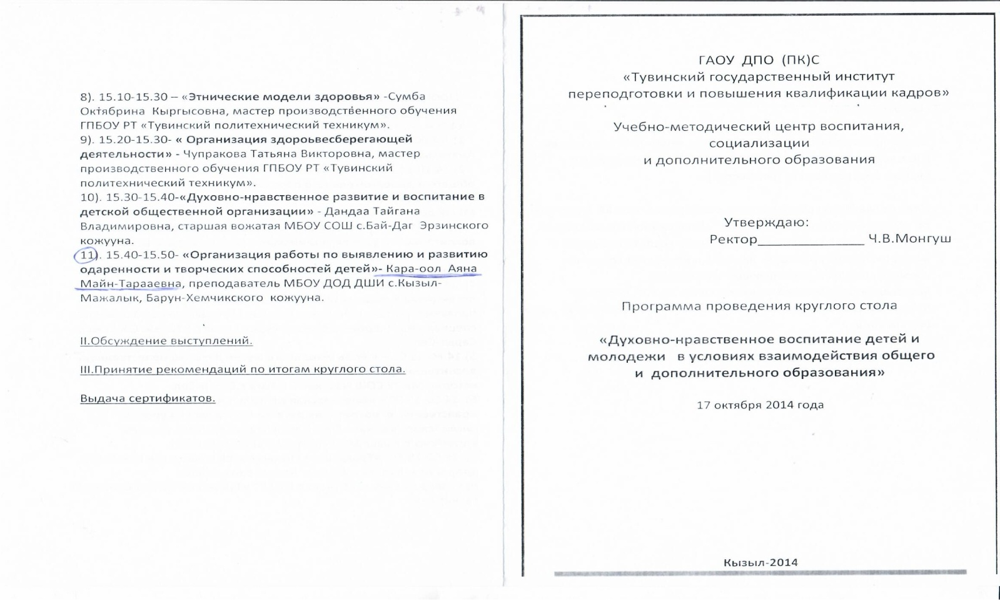 8). 15.10-15.30 – «Этнические модели здоровья» -Сумба
Октябрина Кыргысовна, мастер производственного обучения
ГПБОУ РТ «Тувинский политехнический техникум».
9). 15.20-15.30- « Организация здороьвесберегающей
деятельности» - Чупракова Татьяна Викторовна, мастер
производственного обучения ГПБОУ РТ «Тувинский
политехнический техникум».
10). 15.30-15.40-«Духовно-нравственное развитие и воспитание в
детской общественной организации» - Дандаа Тайгана
Владимировна, старшая вожатая МБОУ СОШ с.Бай-Даг Эрзинского
кожууна.
11). 15.40-15.50- «Организация работы по выявлению и развитию
одаренности и творческих способностей детей»- Кара-оол Аяна
Майн-Тарааевна, преподаватель МБОУ ДОД ДШИ с.Кызыл-
Мажалык, Барун-Хемчикского кожууна.
II.Обсуждение выступлений.
III.Принятие рекомендаций по итогам круглого стола.
Выдача сертификатов.
ГАОУ ДПО (ПК)С
«Тувинский государственный институт
переподготовки и повышения квалификации кадров»
Учебно-методический центр воспитания,
социализации
и дополнительного образования
Утверждаю:
Ректор_______________ Ч.В.Монгуш
Программа проведения круглого стола
«Духовно-нравственное воспитание детей и
молодежи в условиях взаимодействия общего
и дополнительного образования»
17 октября 2014 года
Кызыл-2014